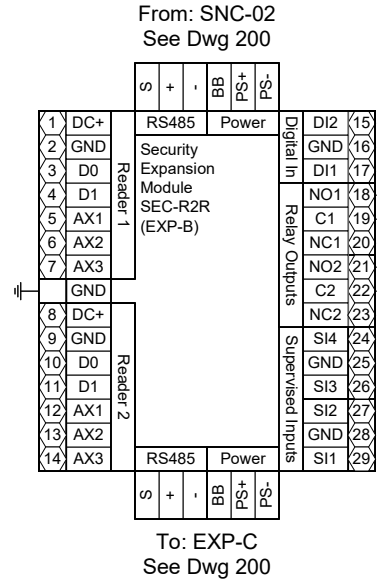 From: SNC-02
See Dwg 200
S + - BB PS+ PS-
RS485 Power
Security
Expansion
Module
SEC-R2R
(EXP-B)
1 DC+
2 GND
3 D0
4 D1
5 AX1
6 AX2
7 AX3
Reader 1
GND
8 DC+
9 GND
10 D0
11 D1
12 AX1
13 AX2
14 AX3
Reader 2
Digital In
DI2 15
GND 16
DI1 17
Relay Outputs
NO1 18
C1 19
NC1 20
NO2 21
C2 22
NC2 23
Supervised Inputs
SI4 24
GND 25
SI3 26
SI2 27
GND 28
SI1 29
RS485 Power
S + - BB PS+ PS-
To: EXP-C
See Dwg 200